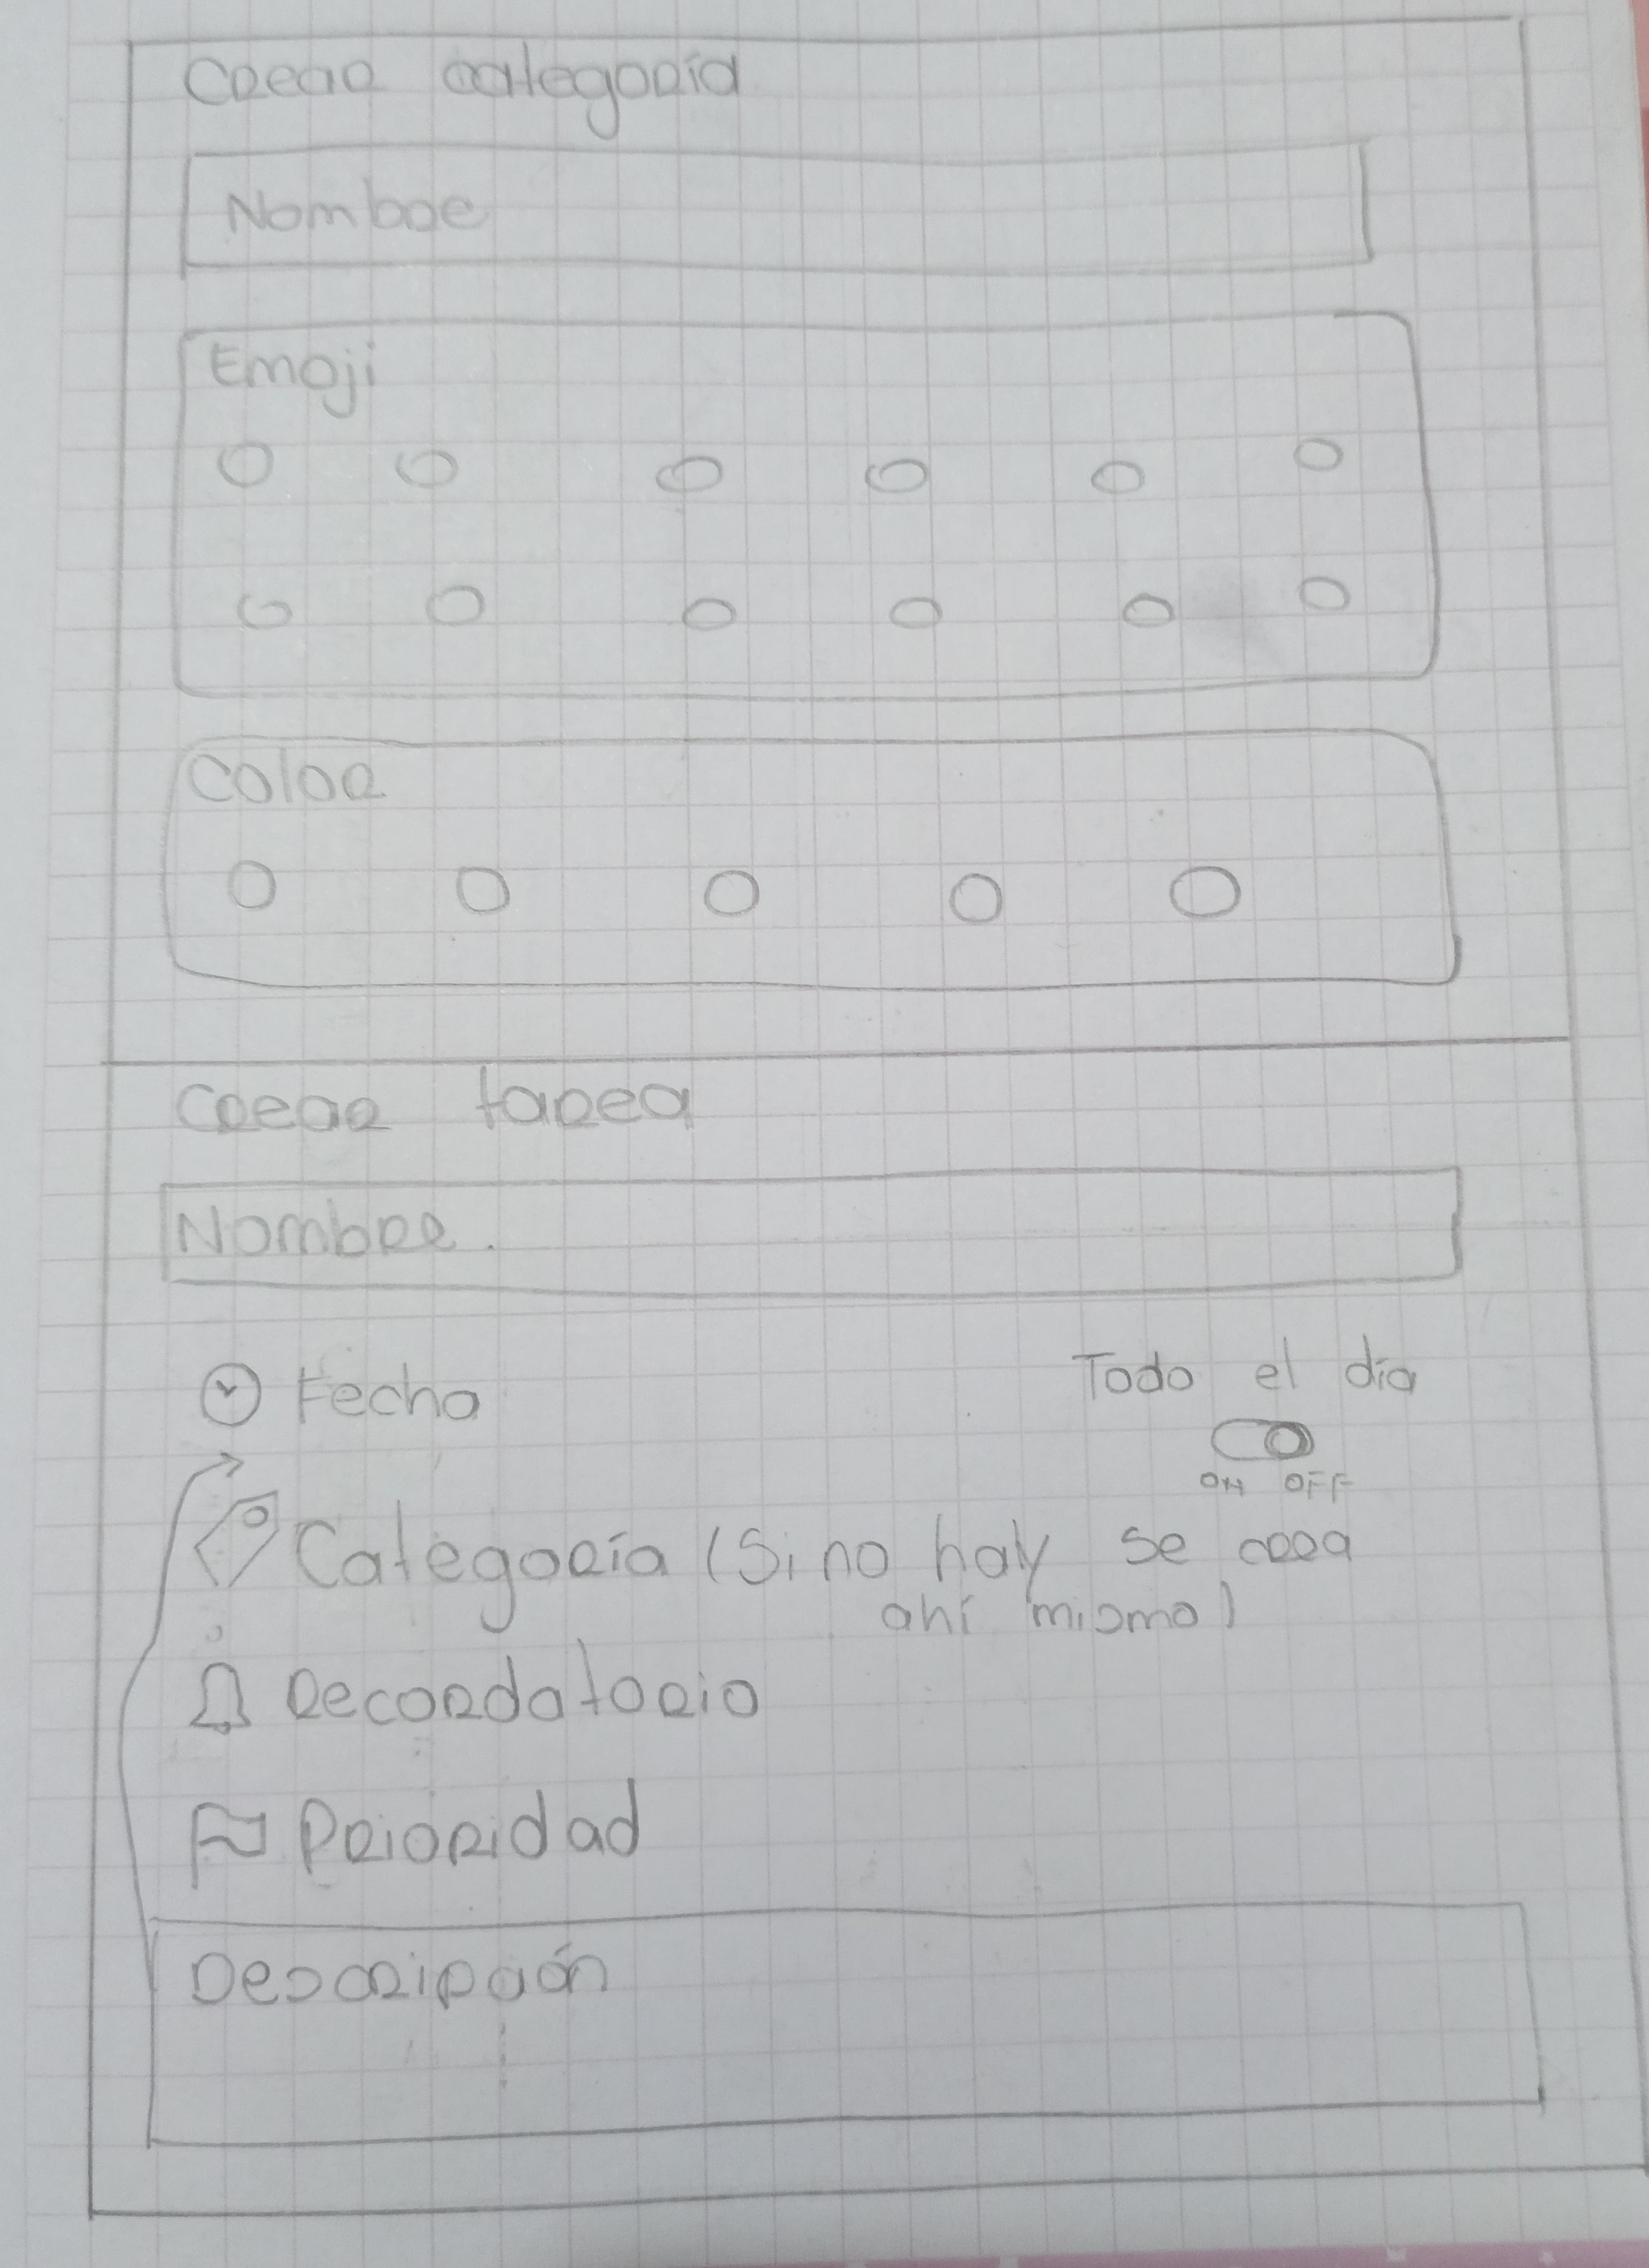 Crear categoría
Nombre
Emoji
Color
Crear tarea
Nombre.
Fecha
Todo el día
ON OFF
Categoría (Si no hay se crea
ahí mismo)
Recordatorio
Prioridad
Descripción